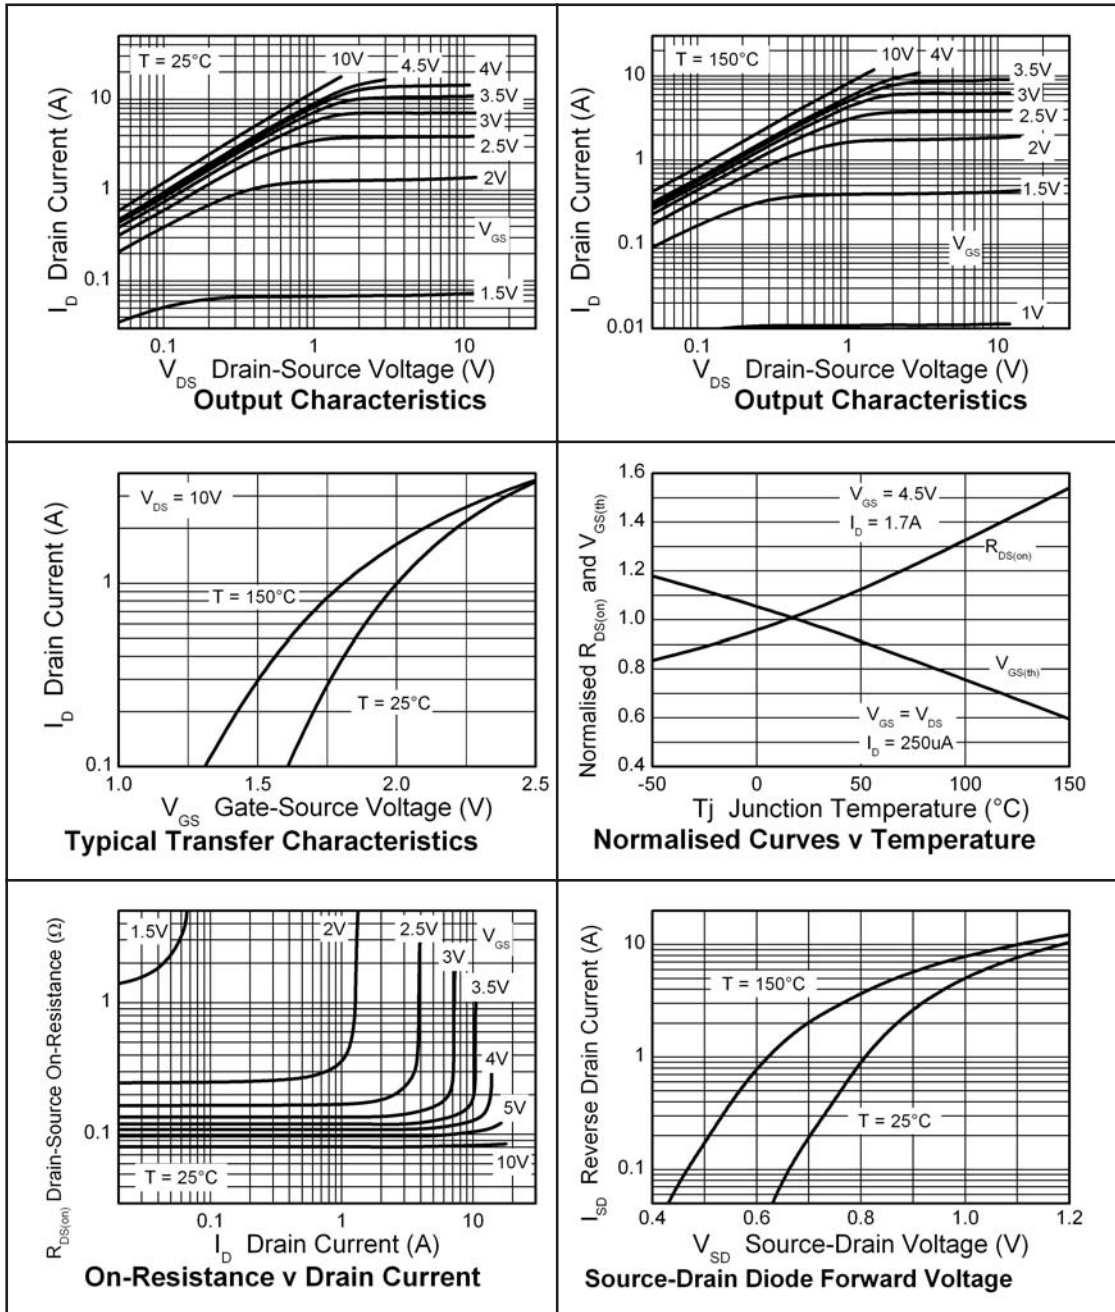 T = 25°C
10V
4.5V
4V
3.5V
3V
2.5V
2V
V_GS
1.5V
10
1
0.1
I_D Drain Current (A)
0.1
1
10
V_DS Drain-Source Voltage (V)
Output Characteristics
T = 150°C
10V
4V
3.5V
3V
2.5V
2V
1.5V
V_GS
1V
10
1
0.1
0.01
I_D Drain Current (A)
0.1
1
10
V_DS Drain-Source Voltage (V)
Output Characteristics
V_DS = 10V
T = 150°C
T = 25°C
1
0.1
I_D Drain Current (A)
1.0
1.5
2.0
2.5
V_GS Gate-Source Voltage (V)
Typical Transfer Characteristics
1.6
1.4
1.2
1.0
0.8
0.6
0.4
Normalised R_DS(on) and V_GS(th)
V_GS = 4.5V
I_D = 1.7A
R_DS(on)
V_GS(th)
V_GS = V_DS
I_D = 250uA
-50
0
50
100
150
Tj Junction Temperature (°C)
Normalised Curves v Temperature
1.5V
2V
2.5V
V_GS
3V
3.5V
4V
5V
10V
T = 25°C
1
0.1
R_DS(on) Drain-Source On-Resistance (Ω)
0.1
1
10
I_D Drain Current (A)
On-Resistance v Drain Current
T = 150°C
T = 25°C
10
1
0.1
I_SD Reverse Drain Current (A)
0.4
0.6
0.8
1.0
1.2
V_SD Source-Drain Voltage (V)
Source-Drain Diode Forward Voltage